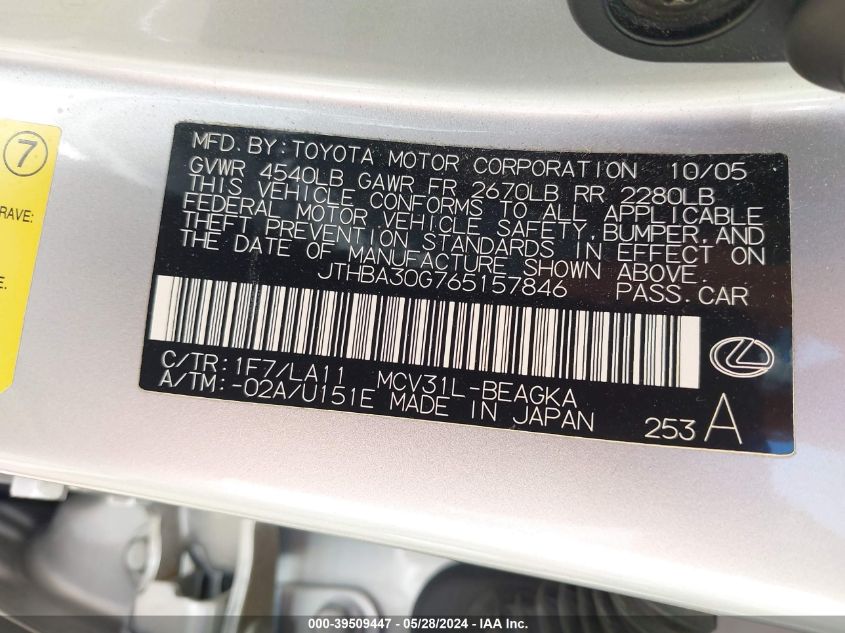 7
RAVE:
E.
MFD. BY: TOYOTA MOTOR CORPORATION 10/05
GVWR 4540LB GAWR FR 2670LB RR 2280LB
THIS VEHICLE CONFORMS TO ALL APPLICABLE
FEDERAL MOTOR VEHICLE SAFETY, BUMPER, AND
THEFT PREVENTION STANDARDS IN EFFECT ON
THE DATE OF MANUFACTURE SHOWN ABOVE.
JTHBA30G765157846 PASS. CAR
C/TR: 1F7/LA11 MCV31L-BEAGKA
A/TM: -02A/U151E MADE IN JAPAN
253 A
000-39509447 - 05/28/2024 - IAA Inc.